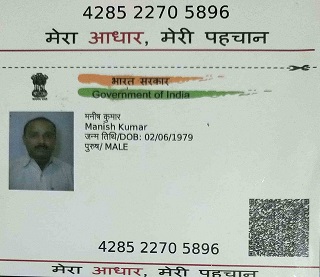 4285 2270 5896
मेरा आधार, मेरी पहचान
भारत सरकार
Government of India
मनीष कुमार
Manish Kumar
जन्म तिथि/DOB: 02/06/1979
पुरुष/ MALE
4285 2270 5896
मेरा आधार, मेरी पहचान